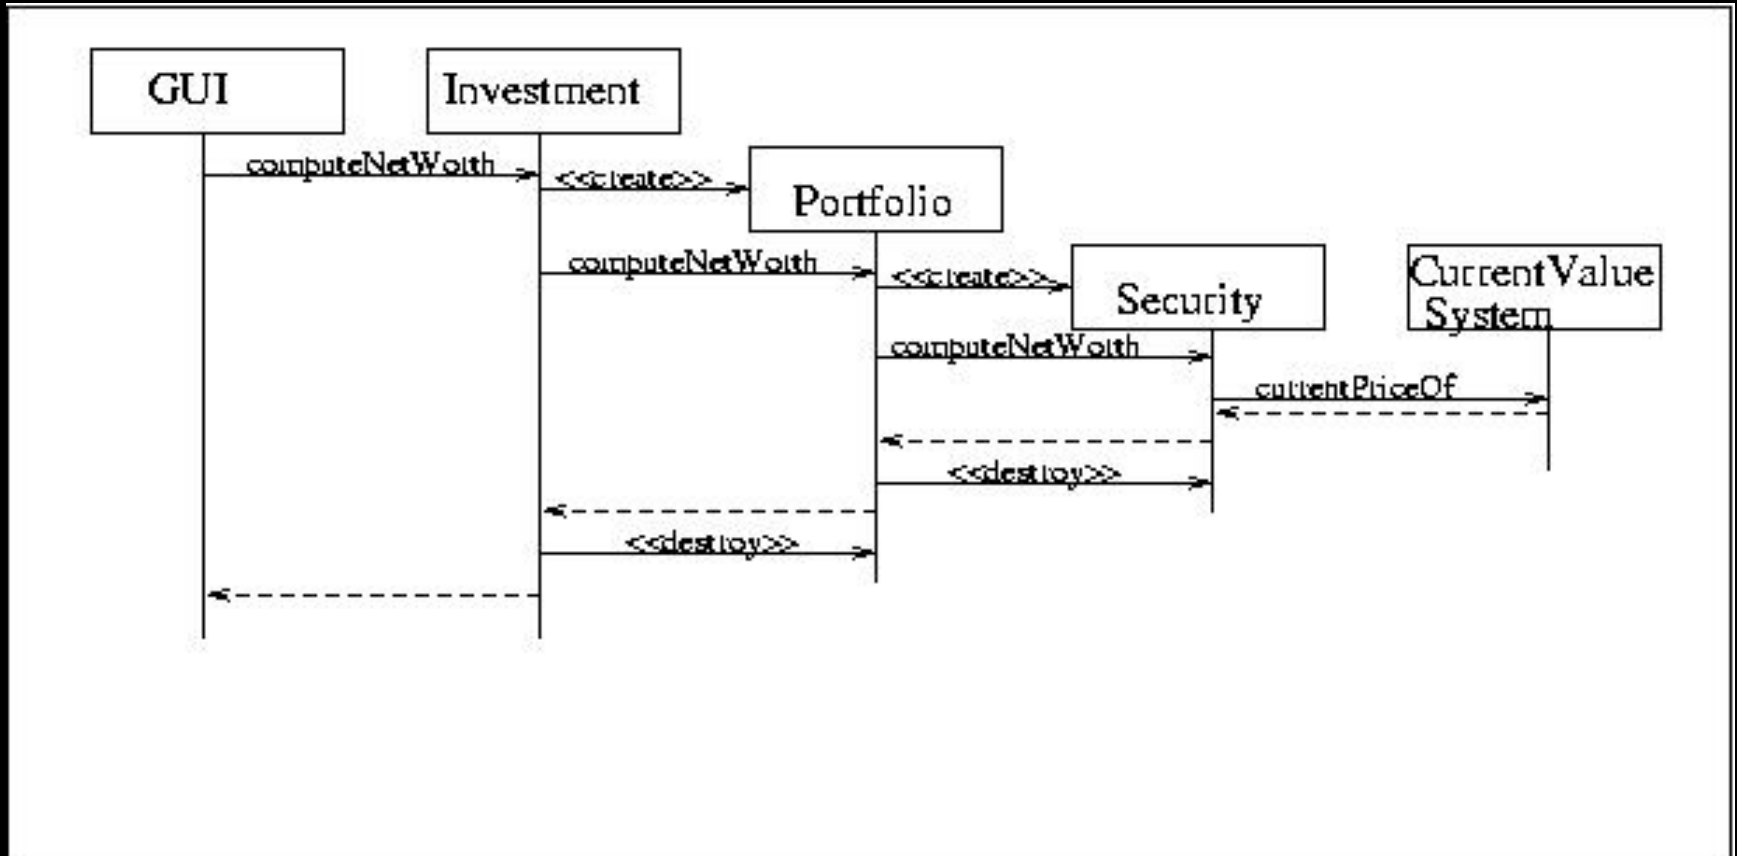 GUI
Investment
computeNetWorth
<<create>>
Portfolio
computeNetWorth
<<create>>
Security
CurrentValue
System
computeNetWorth
currentPriceOf
<<destroy>>
<<destroy>>